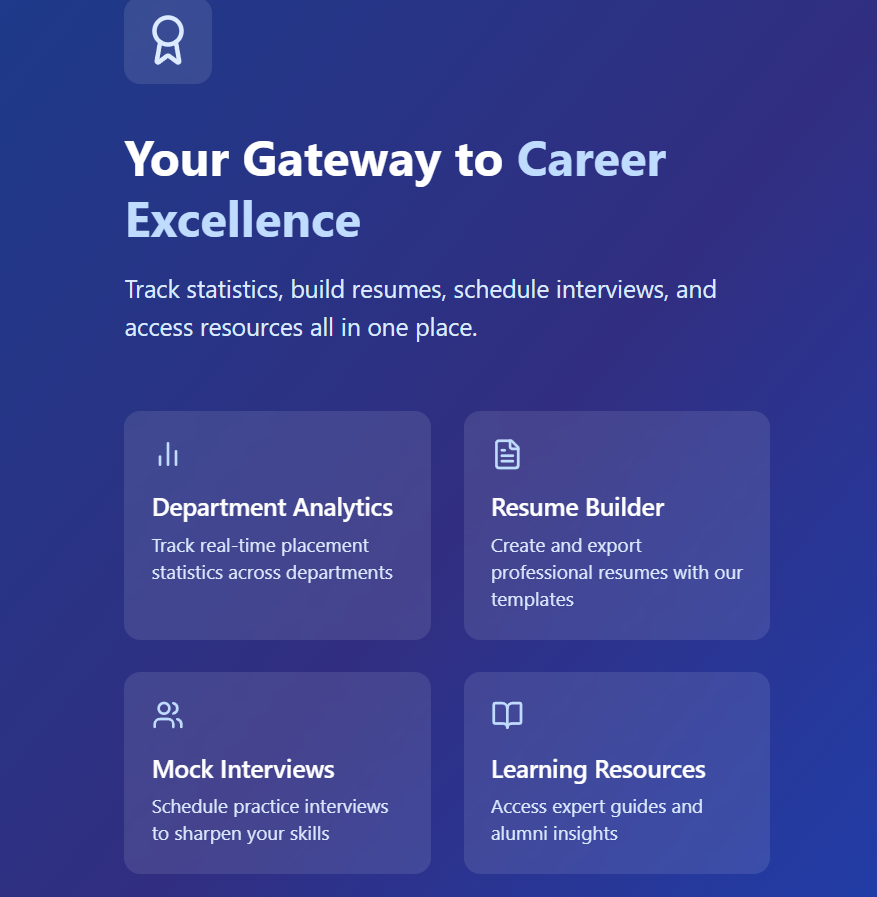 Your Gateway to Career
Excellence
Track statistics, build resumes, schedule interviews, and
access resources all in one place.
Department Analytics
Track real-time placement
statistics across departments
Resume Builder
Create and export
professional resumes with our
templates
Mock Interviews
Schedule practice interviews
to sharpen your skills
Learning Resources
Access expert guides and
alumni insights